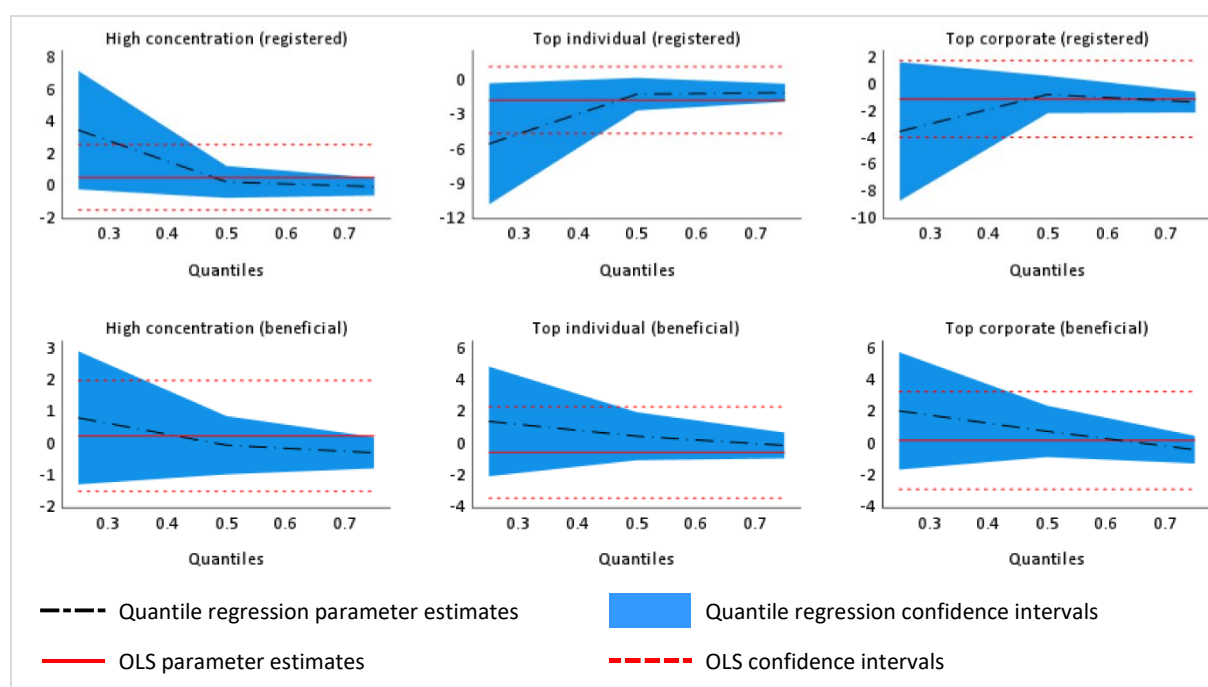 High concentration (registered)
8
6
4
2
0
-2
0.3 0.4 0.5 0.6 0.7
Quantiles
Top individual (registered)
0
-3
-6
-9
-12
0.3 0.4 0.5 0.6 0.7
Quantiles
Top corporate (registered)
2
0
-2
-4
-6
-8
-10
0.3 0.4 0.5 0.6 0.7
Quantiles
High concentration (beneficial)
3
2
1
0
-1
-2
0.3 0.4 0.5 0.6 0.7
Quantiles
Top individual (beneficial)
6
4
2
0
-2
-4
0.3 0.4 0.5 0.6 0.7
Quantiles
Top corporate (beneficial)
6
4
2
0
-2
-4
0.3 0.4 0.5 0.6 0.7
Quantiles
Quantile regression parameter estimates
Quantile regression confidence intervals
OLS parameter estimates
OLS confidence intervals